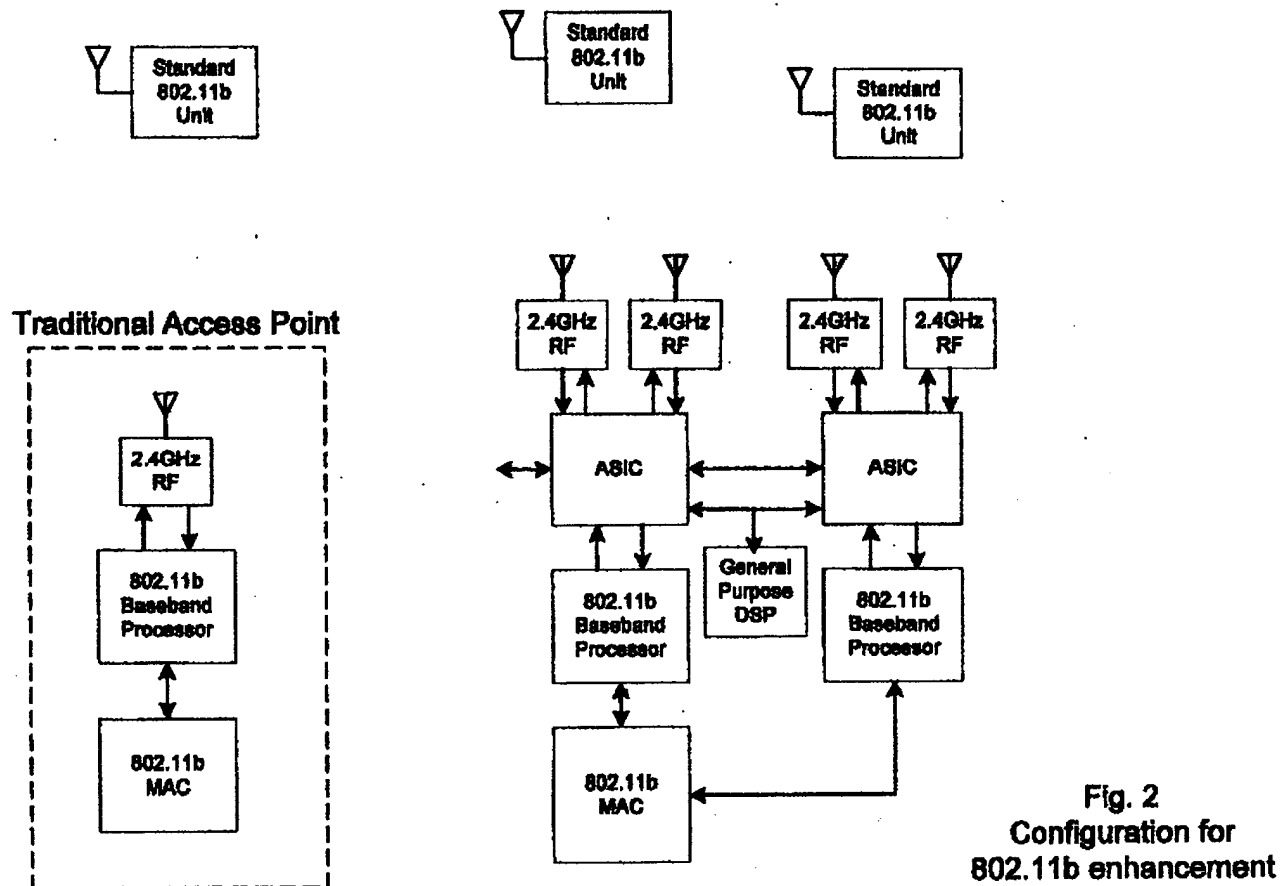 Standard
802.11b
Unit
Standard
802.11b
Unit
Standard
802.11b
Unit
Traditional Access Point
2.4GHz
RF
802.11b
Baseband
Processor
802.11b
MAC
2.4GHz
RF
2.4GHz
RF
2.4GHz
RF
2.4GHz
RF
ASIC
ASIC
802.11b
Baseband
Processor
General
Purpose
DSP
802.11b
Baseband
Processor
802.11b
MAC
Fig. 2
Configuration for
802.11b enhancement